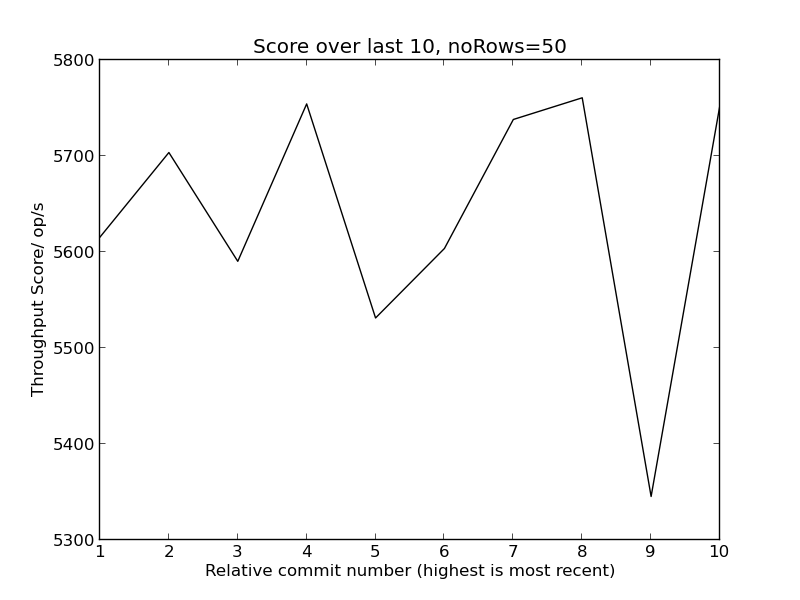 Score over last 10, noRows=50
5800
5700
5600
5500
5400
5300
Throughput Score/ op/s
1 2 3 4 5 6 7 8 9 10
Relative commit number (highest is most recent)